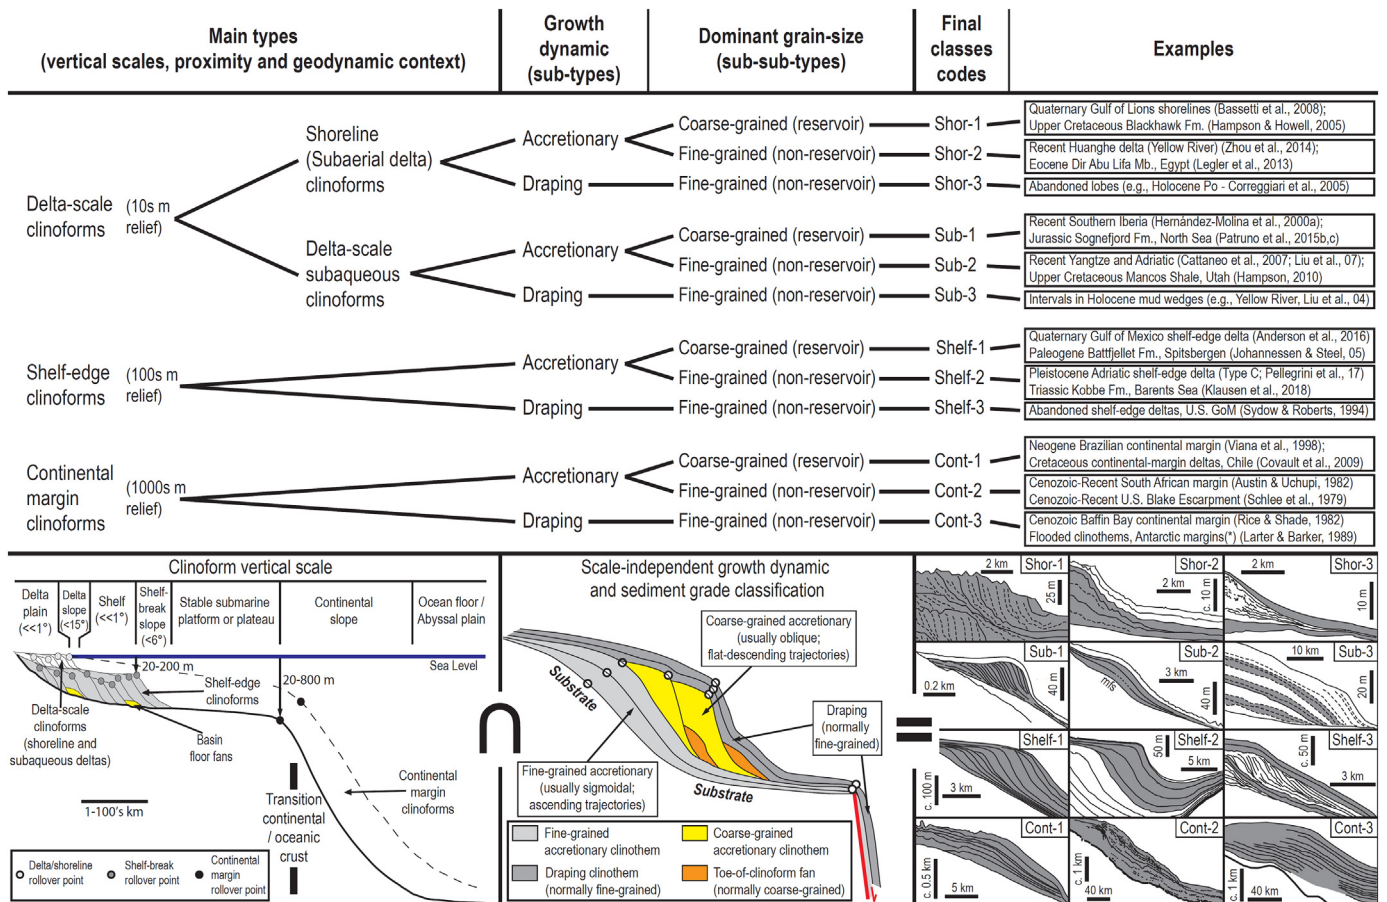 Main types
(vertical scales, proximity and geodynamic context)
Growth
dynamic
(sub-types)
Dominant grain-size
(sub-sub-types)
Final
classes
codes
Examples
Delta-scale
clinoforms
(10s m
relief)
Shoreline
(Subaerial delta)
clinoforms
Accretionary
Coarse-grained (reservoir)
Shor-1
Quaternary Gulf of Lions shorelines (Bassetti et al., 2008);
Upper Cretaceous Blackhawk Fm. (Hampson & Howell, 2005)
Fine-grained (non-reservoir)
Shor-2
Recent Huanghe delta (Yellow River) (Zhou et al., 2014);
Eocene Dir Abu Lifa Mb., Egypt (Legler et al., 2013)
Draping
Fine-grained (non-reservoir)
Shor-3
Abandoned lobes (e.g., Holocene Po - Correggiari et al., 2005)
Delta-scale
subaqueous
clinoforms
Accretionary
Coarse-grained (reservoir)
Sub-1
Recent Southern Iberia (Hernández-Molina et al., 2000a);
Jurassic Sognefjord Fm., North Sea (Patruno et al., 2015b,c)
Fine-grained (non-reservoir)
Sub-2
Recent Yangtze and Adriatic (Cattaneo et al., 2007; Liu et al., 07);
Upper Cretaceous Mancos Shale, Utah (Hampson, 2010)
Draping
Fine-grained (non-reservoir)
Sub-3
Intervals in Holocene mud wedges (e.g., Yellow River, Liu et al., 04)
Shelf-edge
clinoforms
(100s m
relief)
Accretionary
Coarse-grained (reservoir)
Shelf-1
Quaternary Gulf of Mexico shelf-edge delta (Anderson et al., 2016)
Paleogene Battfjellet Fm., Spitsbergen (Johannessen & Steel, 05)
Fine-grained (non-reservoir)
Shelf-2
Pleistocene Adriatic shelf-edge delta (Type C; Pellegrini et al., 17)
Triassic Kobbe Fm., Barents Sea (Klausen et al., 2018)
Draping
Fine-grained (non-reservoir)
Shelf-3
Abandoned shelf-edge deltas, U.S. GoM (Sydow & Roberts, 1994)
Continental
margin
clinoforms
(1000s m
relief)
Accretionary
Coarse-grained (reservoir)
Cont-1
Neogene Brazilian continental margin (Viana et al., 1998);
Cretaceous continental-margin deltas, Chile (Covault et al., 2009)
Fine-grained (non-reservoir)
Cont-2
Cenozoic-Recent South African margin (Austin & Uchupi, 1982)
Cenozoic-Recent U.S. Blake Escarpment (Schlee et al., 1979)
Draping
Fine-grained (non-reservoir)
Cont-3
Cenozoic Baffin Bay continental margin (Rice & Shade, 1982)
Flooded clinothems, Antarctic margins(*) (Larter & Barker, 1989)
Clinoform vertical scale
Delta
plain
(<<1°)
Delta
slope
(<15°)
Shelf
(<<1°)
Shelf-
break
slope
(<6°)
Stable submarine
platform or plateau
Continental
slope
Ocean floor /
Abyssal plain
Sea Level
20-200 m
20-800 m
Shelf-edge
clinoforms
Delta-scale
clinoforms
(shoreline and
subaqueous deltas)
Basin
floor fans
Continental
margin
clinoforms
Transition
continental
/ oceanic
crust
1-100's km
Delta/shoreline
rollover point
Shelf-break
rollover point
Continental
margin
rollover point
Scale-independent growth dynamic
and sediment grade classification
Coarse-grained accretionary
(usually oblique;
flat-descending trajectories)
Substrate
Draping
(normally
fine-grained)
Fine-grained accretionary
(usually sigmoidal;
ascending trajectories)
Substrate
Fine-grained
accretionary clinothem
Coarse-grained
accretionary clinothem
Draping clinothem
(normally fine-grained)
Toe-of-clinoform fan
(normally coarse-grained)
Shor-1
2 km
25 m
Shor-2
2 km
c. 10 m
Shor-3
2 km
10 m
Sub-1
0.2 km
40 m
Sub-2
mfs
3 km
40 m
Sub-3
10 km
20 m
Shelf-1
c. 100 m
3 km
Shelf-2
50 m
5 km
Shelf-3
c. 50 m
3 km
Cont-1
c. 0.5 km
5 km
Cont-2
c. 1 km
40 km
Cont-3
c. 1 km
40 km